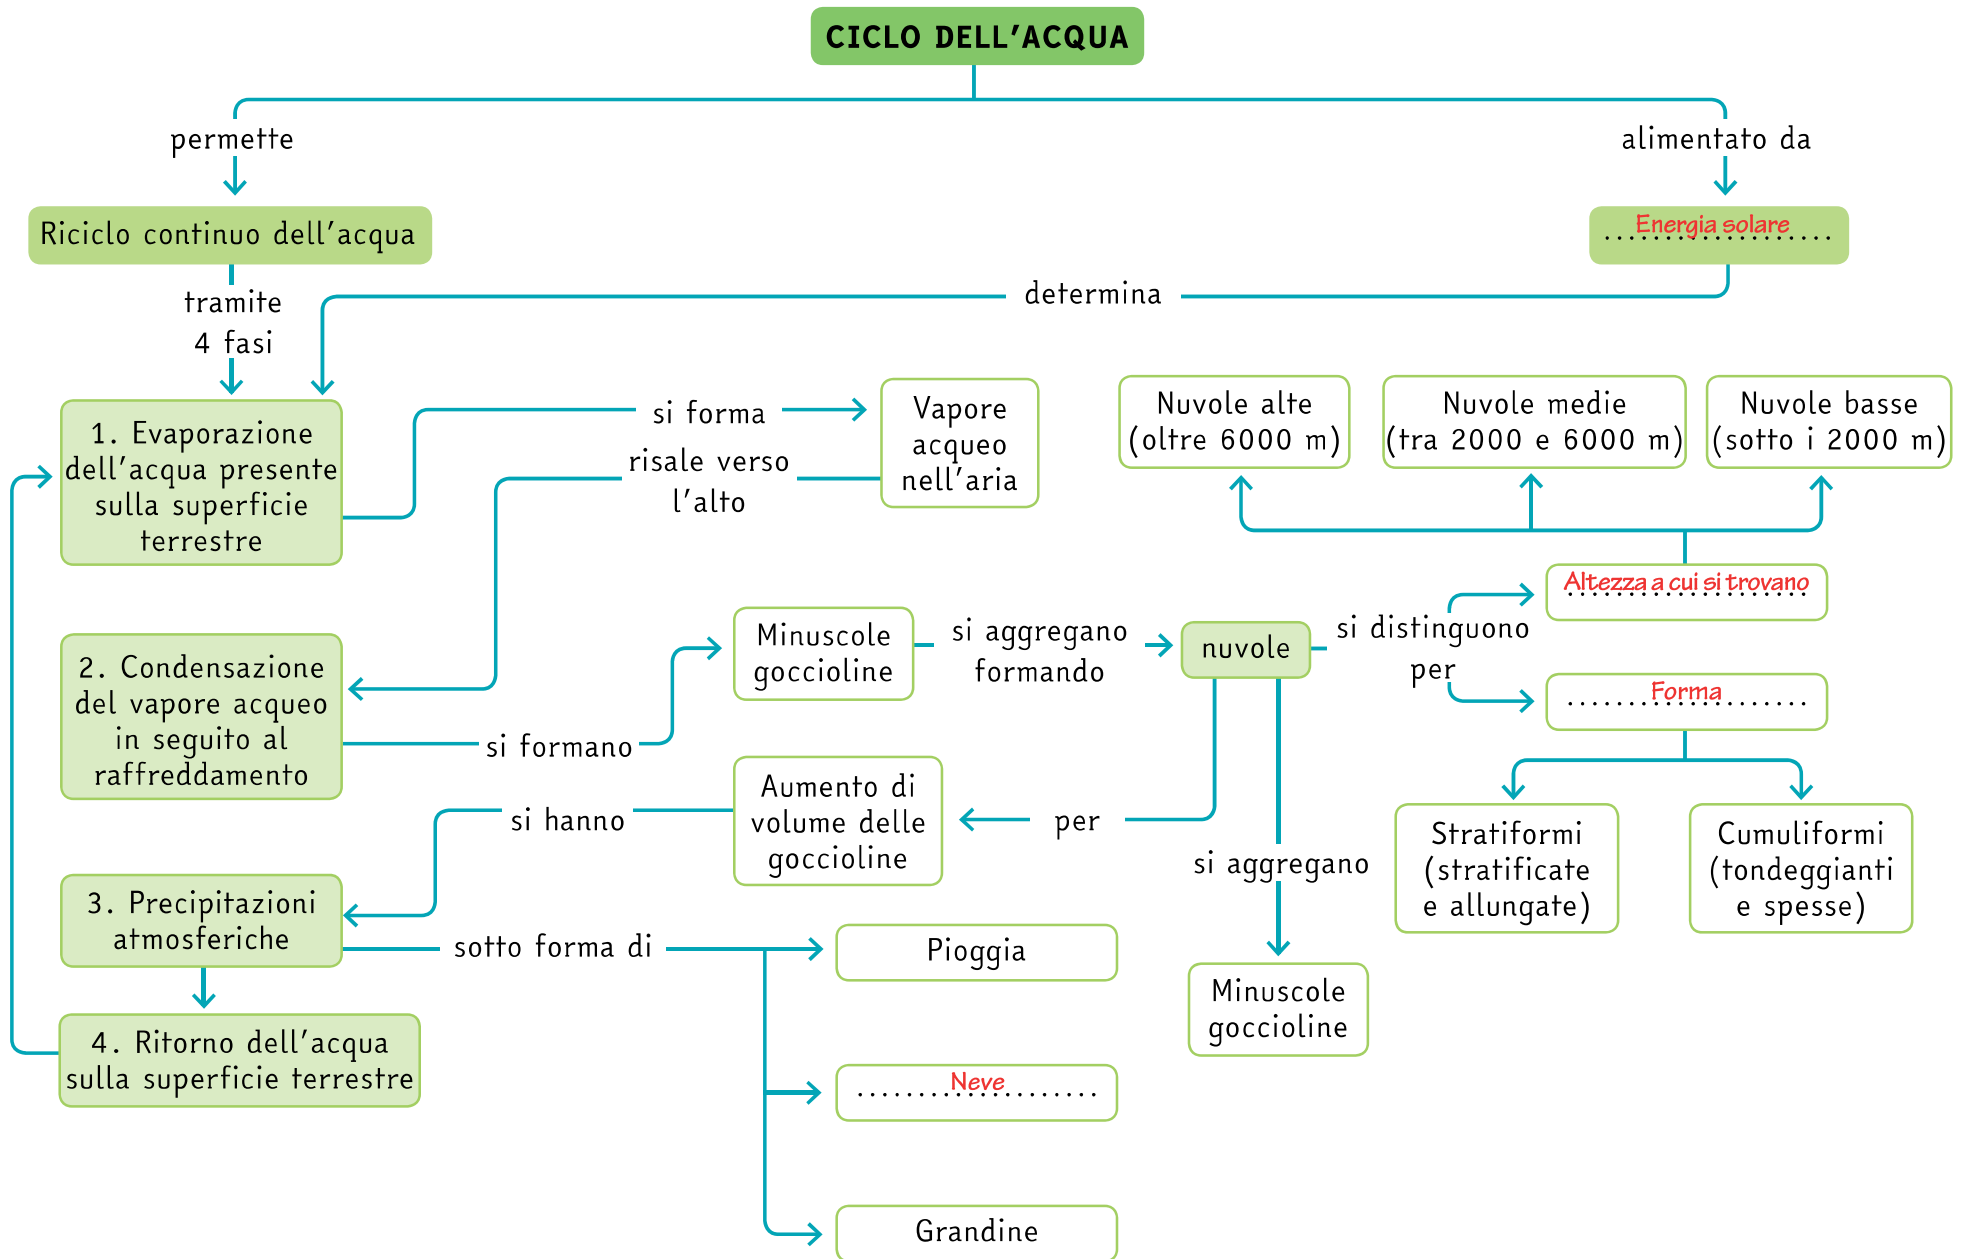 CICLO DELL'ACQUA
permette
alimentato da
Riciclo continuo dell'acqua
Energia solare
tramite
4 fasi
determina
1. Evaporazione
dell'acqua presente
sulla superficie
terrestre
si forma
Vapore
acqueo
nell'aria
risale verso
l'alto
Nuvole alte
(oltre 6000 m)
Nuvole medie
(tra 2000 e 6000 m)
Nuvole basse
(sotto i 2000 m)
Altezza a cui si trovano
2. Condensazione
del vapore acqueo
in seguito al
raffreddamento
si formano
Minuscole
goccioline
si aggregano
formando
nuvole
si distinguono
per
Forma
Stratiformi
(stratificate
e allungate)
Cumuliformi
(tondeggianti
e spesse)
si hanno
Aumento di
volume delle
goccioline
per
si aggregano
Minuscole
goccioline
3. Precipitazioni
atmosferiche
sotto forma di
Pioggia
Neve
Grandine
4. Ritorno dell'acqua
sulla superficie terrestre